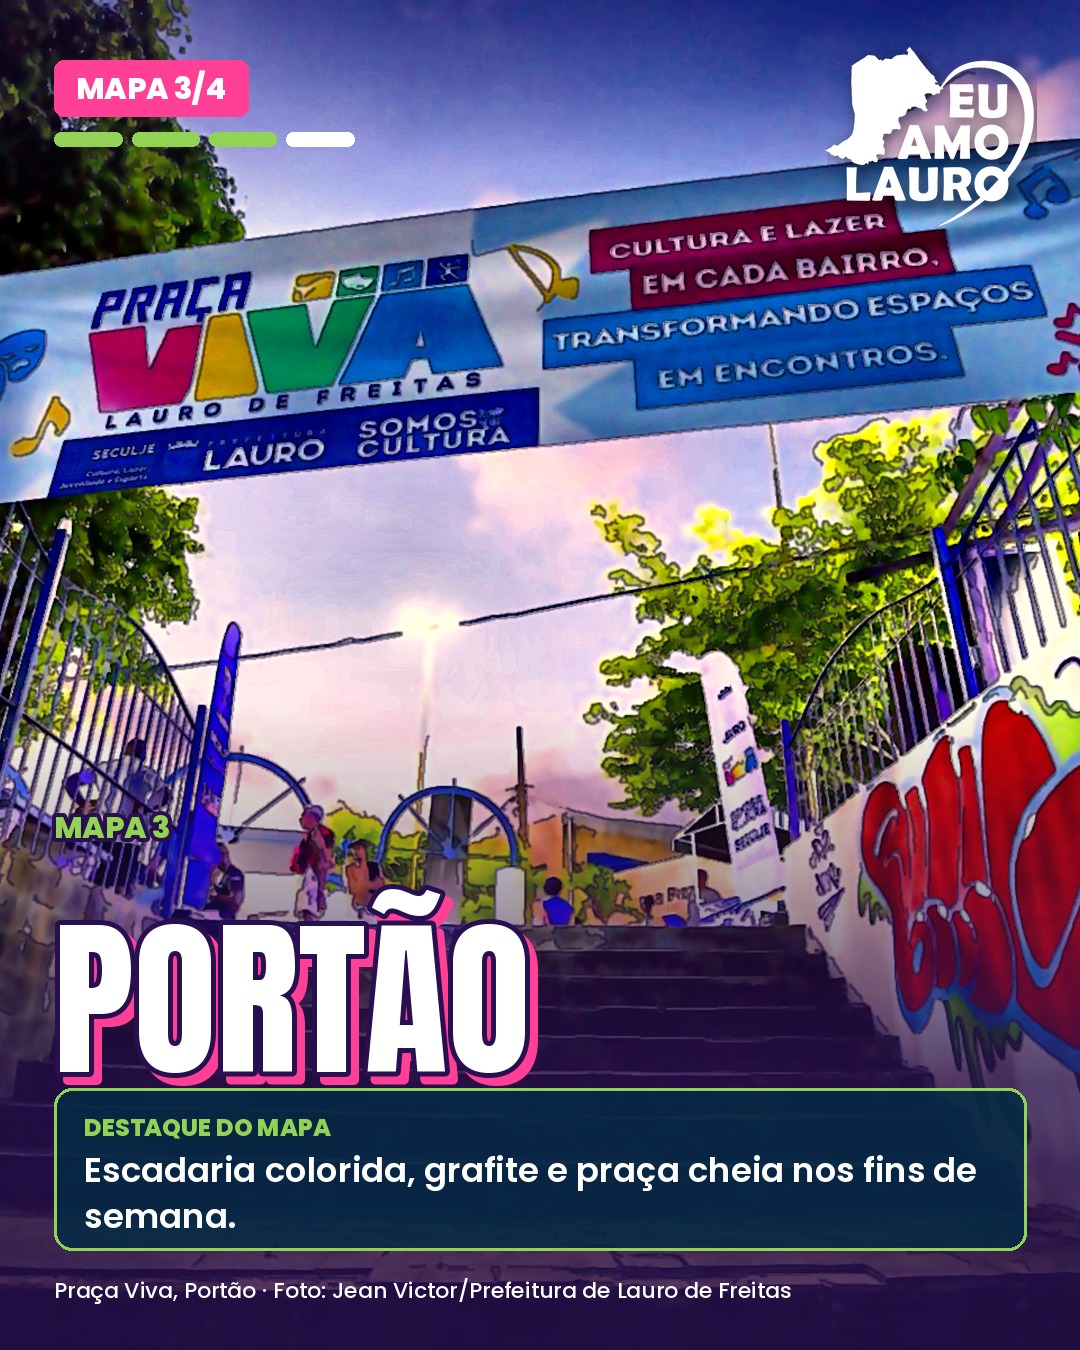 MAPA 3/4
EU
AMO
LAURO
PRAÇA
VIVA
LAURO DE FREITAS
SECULJE
PREFEITURA
LAURO
SOMOS
CULTURA
CULTURA E LAZER
EM CADA BAIRRO.
TRANSFORMANDO ESPAÇOS
EM ENCONTROS.
MAPA 3
PORTÃO
DESTAQUE DO MAPA
Escadaria colorida, grafite e praça cheia nos fins de
semana.
Praça Viva, Portão · Foto: Jean Victor/Prefeitura de Lauro de Freitas